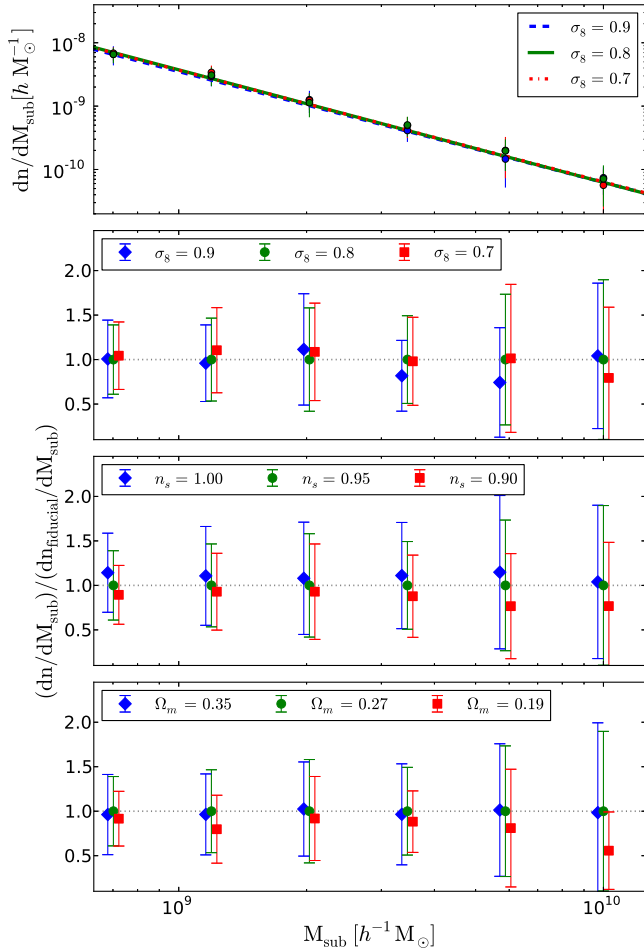 dn/dM_sub [h M_⊙^−1]
10^−8
10^−9
10^−10
σ_8 = 0.9
σ_8 = 0.8
σ_8 = 0.7
(dn/dM_sub)/(dn_fiducial/dM_sub)
σ_8 = 0.9 σ_8 = 0.8 σ_8 = 0.7
2.0
1.5
1.0
0.5
n_s = 1.00 n_s = 0.95 n_s = 0.90
2.0
1.5
1.0
0.5
Ω_m = 0.35 Ω_m = 0.27 Ω_m = 0.19
2.0
1.5
1.0
0.5
10^9 10^10
M_sub [h^−1 M_⊙]